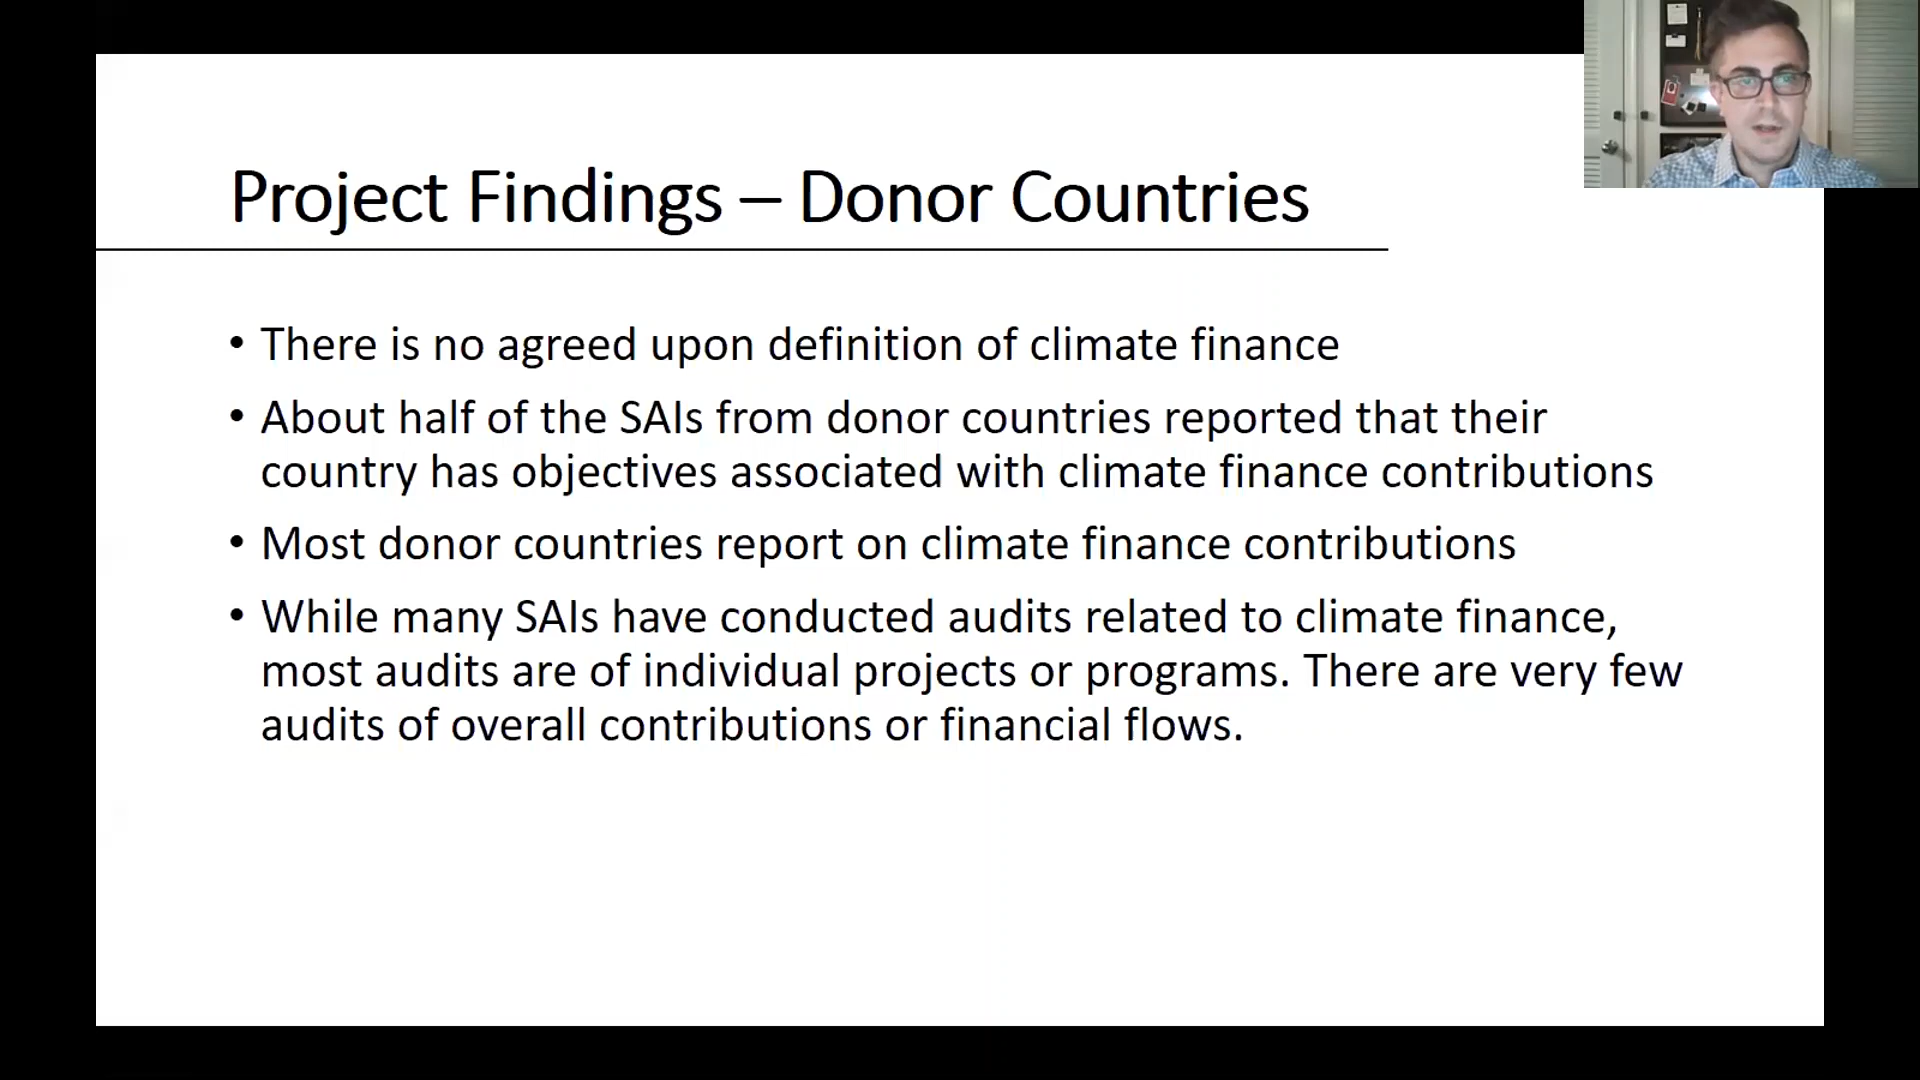 Project Findings – Donor Countries
• There is no agreed upon definition of climate finance
• About half of the SAIs from donor countries reported that their
country has objectives associated with climate finance contributions
• Most donor countries report on climate finance contributions
• While many SAIs have conducted audits related to climate finance,
most audits are of individual projects or programs. There are very few
audits of overall contributions or financial flows.